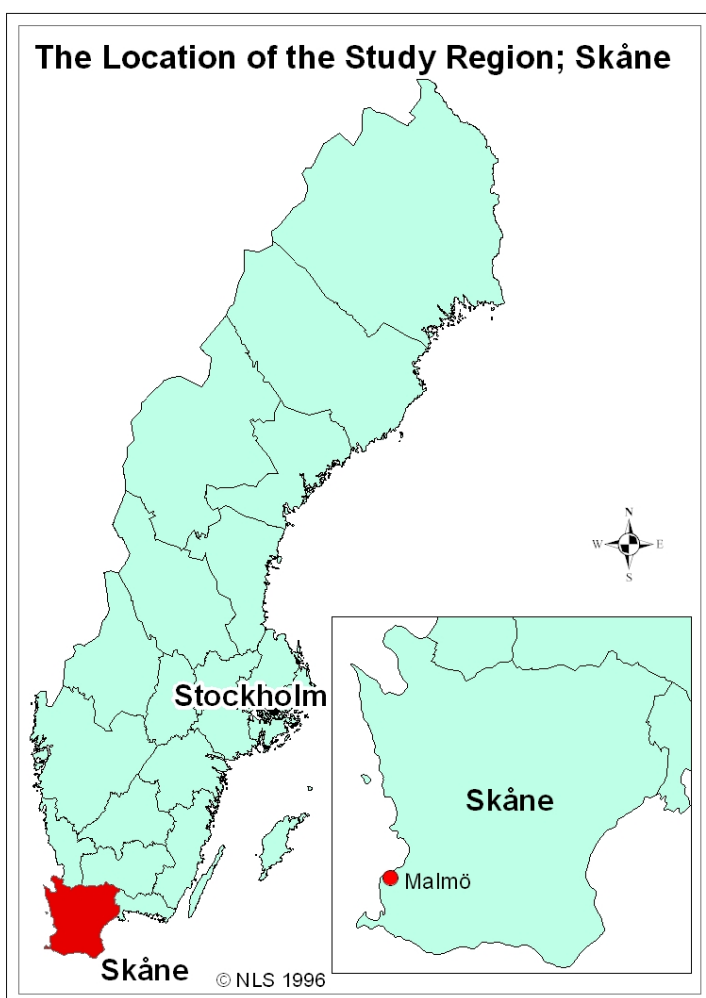 The Location of the Study Region; Skåne
N
W E
S
Stockholm
Skåne
Malmö
Skåne
© NLS 1996